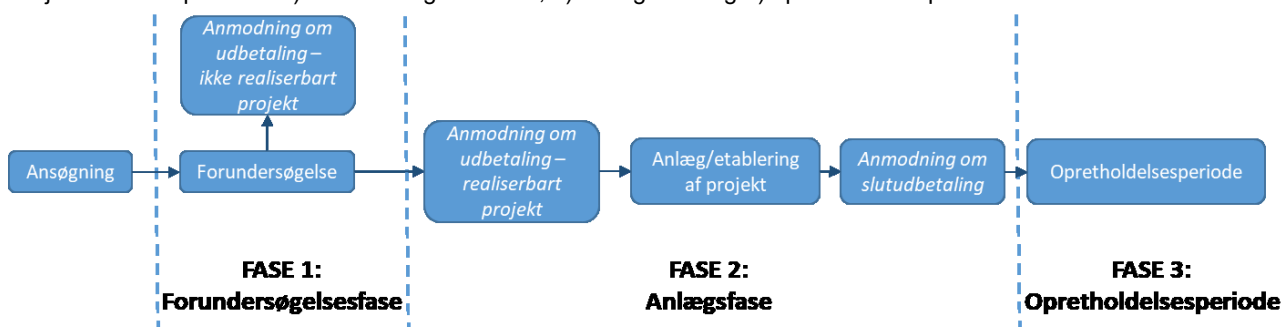 Anmodning om
udbetaling –
ikke realiserbart
projekt
Ansøgning
Forundersøgelse
Anmodning om
udbetaling –
realiserbart
projekt
Anlæg/etablering
af projekt
Anmodning om
slutudbetaling
Opretholdelsesperiode
FASE 1:
Forundersøgelsesfase
FASE 2:
Anlægsfase
FASE 3:
Opretholdelsesperiode